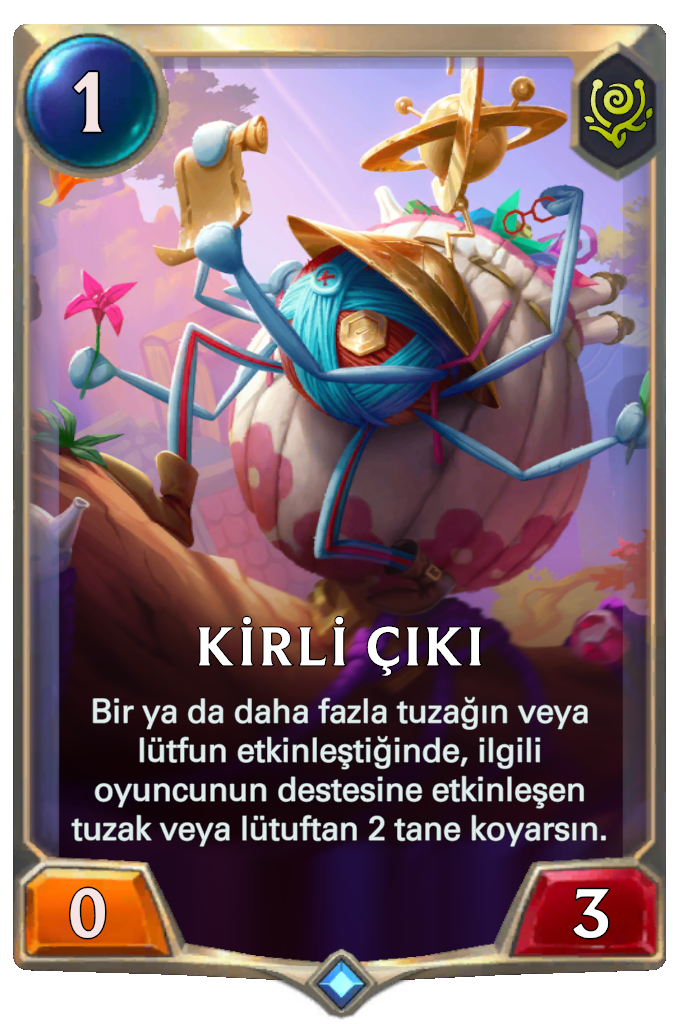 1
KİRLİ ÇIKI
Bir ya da daha fazla tuzağın veya
lütfun etkinleştiğinde, ilgili
oyuncunun destesine etkinleşen
tuzak veya lütuftan 2 tane koyarsın.
0
3